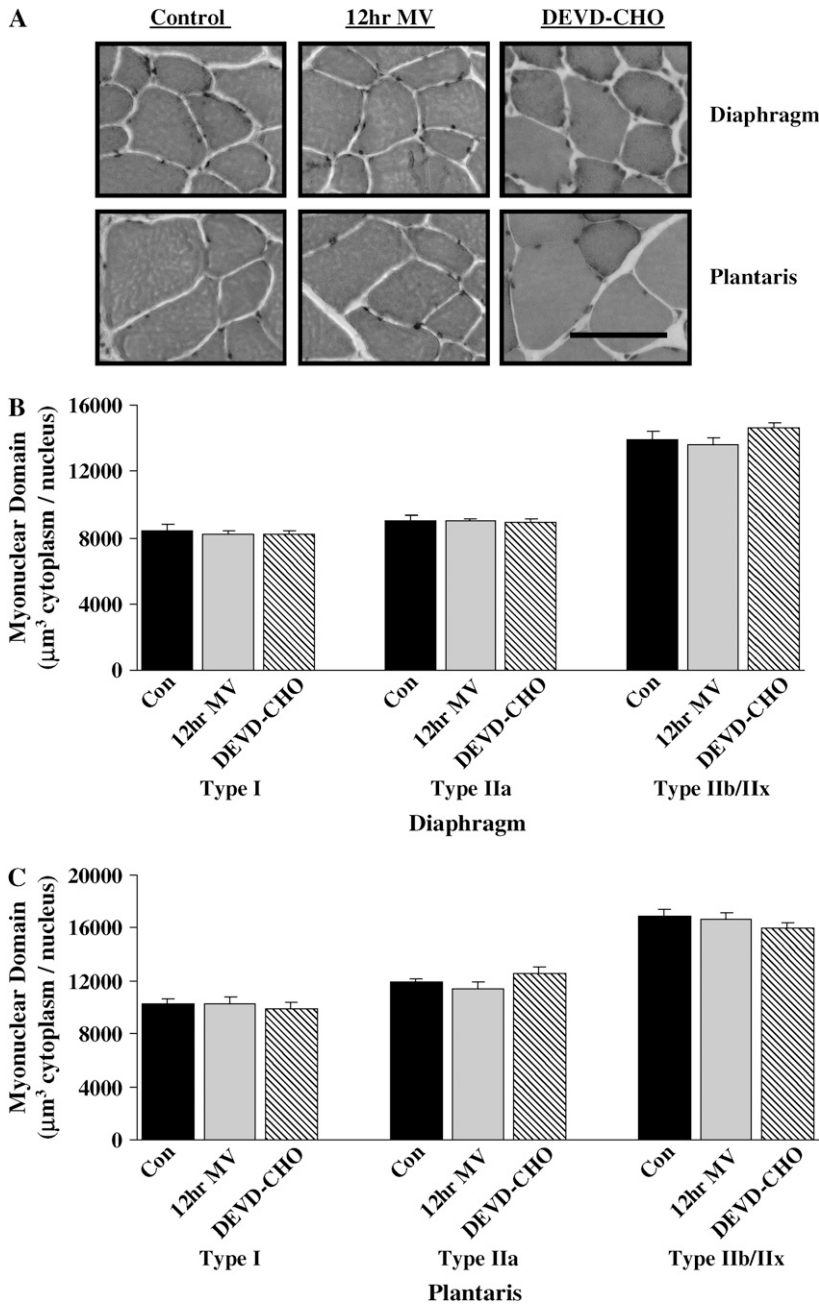 A
Control
12hr MV
DEVD-CHO
Diaphragm
Plantaris
B
Myonuclear Domain
(μm³ cytoplasm / nucleus)
16000
12000
8000
4000
0
Con
12hr MV
DEVD-CHO
Con
12hr MV
DEVD-CHO
Con
12hr MV
DEVD-CHO
Type I
Type IIa
Type IIb/IIx
Diaphragm
C
Myonuclear Domain
(μm³ cytoplasm / nucleus)
20000
16000
12000
8000
4000
0
Con
12hr MV
DEVD-CHO
Con
12hr MV
DEVD-CHO
Con
12hr MV
DEVD-CHO
Type I
Type IIa
Type IIb/IIx
Plantaris